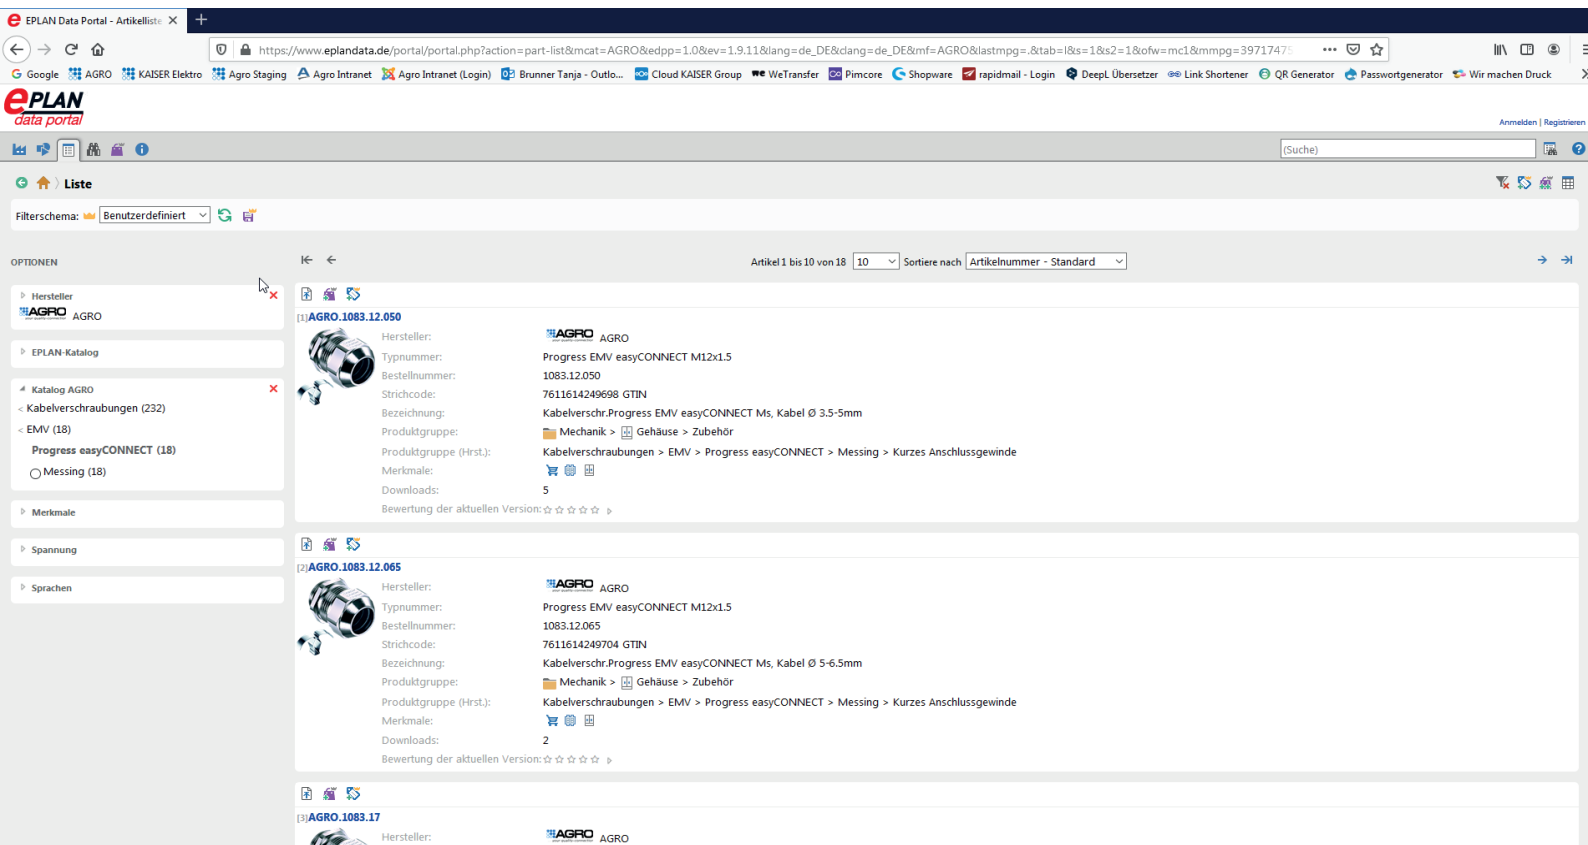 EPLAN Data Portal - Artikelliste
https://www.eplandata.de/portal/portal.php?action=part-list&mcat=AGRO&edpp=1.0&ev=1.9.11&lang=de_DE&clang=de_DE&mf=AGRO&lastmpg=.&tab=l&s=1&s2=1&ofw=mc1&mmpg=39717475
Google AGRO KAISER Elektro Agro Staging Agro Intranet Agro Intranet (Login) Brunner Tanja - Outlo... Cloud KAISER Group WeTransfer Pimcore Shopware rapidmail - Login DeepL Übersetzer Link Shortener QR Generator Passwortgenerator Wir machen Druck
ePLAN
data portal
Anmelden | Registrieren
(Suche)
Liste
Filterschema: Benutzerdefiniert
OPTIONEN
Artikel 1 bis 10 von 18 10 Sortiere nach Artikelnummer - Standard
Hersteller
AGRO AGRO
EPLAN-Katalog
Katalog AGRO
< Kabelverschraubungen (232)
< EMV (18)
Progress easyCONNECT (18)
Messing (18)
Merkmale
Spannung
Sprachen
[1]AGRO.1083.12.050
Hersteller: AGRO AGRO
Typnummer: Progress EMV easyCONNECT M12x1.5
Bestellnummer: 1083.12.050
Strichcode: 7611614249698 GTIN
Bezeichnung: Kabelverschr.Progress EMV easyCONNECT Ms, Kabel Ø 3.5-5mm
Produktgruppe: Mechanik > Gehäuse > Zubehör
Produktgruppe (Hrst.): Kabelverschraubungen > EMV > Progress easyCONNECT > Messing > Kurzes Anschlussgewinde
Merkmale:
Downloads: 5
Bewertung der aktuellen Version:
[2]AGRO.1083.12.065
Hersteller: AGRO AGRO
Typnummer: Progress EMV easyCONNECT M12x1.5
Bestellnummer: 1083.12.065
Strichcode: 7611614249704 GTIN
Bezeichnung: Kabelverschr.Progress EMV easyCONNECT Ms, Kabel Ø 5-6.5mm
Produktgruppe: Mechanik > Gehäuse > Zubehör
Produktgruppe (Hrst.): Kabelverschraubungen > EMV > Progress easyCONNECT > Messing > Kurzes Anschlussgewinde
Merkmale:
Downloads: 2
Bewertung der aktuellen Version:
[3]AGRO.1083.17
Hersteller: AGRO AGRO